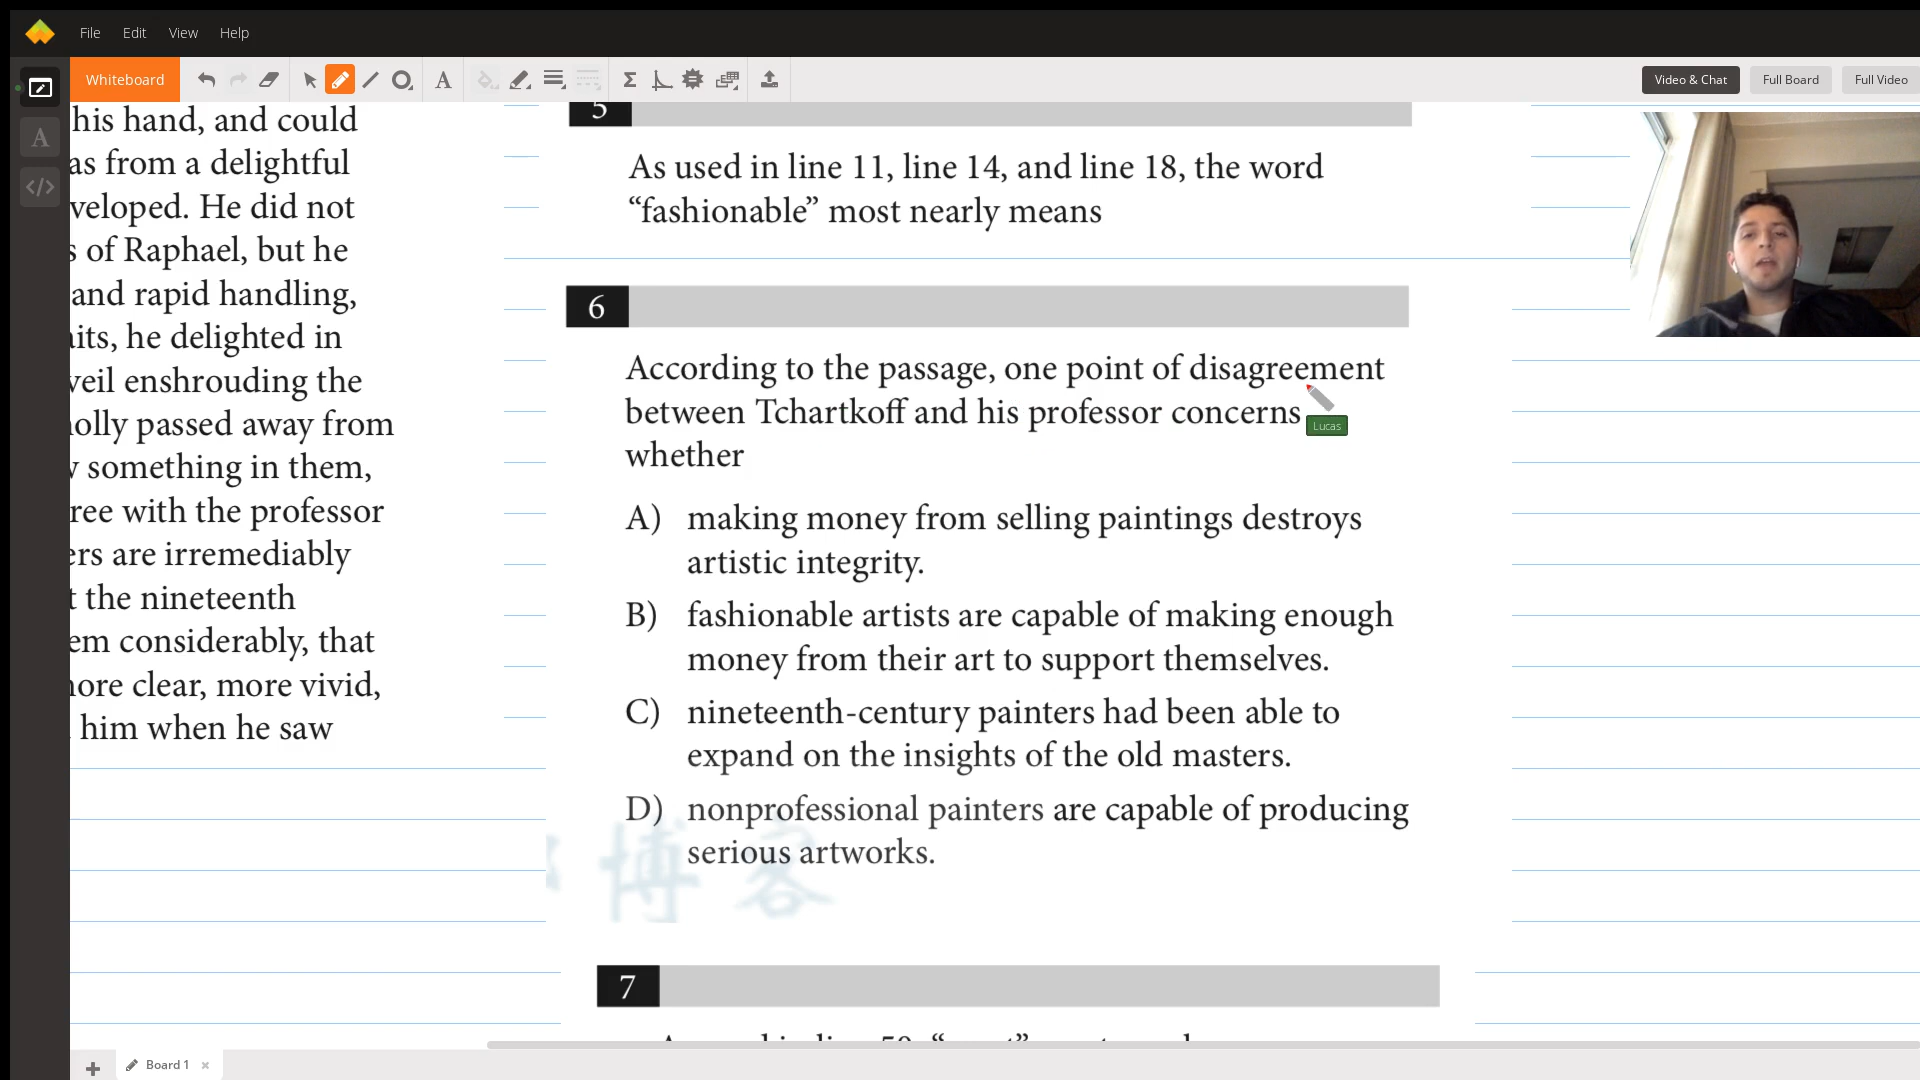 File Edit View Help
Whiteboard
Video & Chat Full Board Full Video
his hand, and could
as from a delightful
veloped. He did not
s of Raphael, but he
and rapid handling,
aits, he delighted in
veil enshrouding the
olly passed away from
something in them,
ree with the professor
ers are irremediably
t the nineteenth
em considerably, that
ore clear, more vivid,
him when he saw
5
As used in line 11, line 14, and line 18, the word
“fashionable” most nearly means
6
According to the passage, one point of disagreement
between Tchartkoff and his professor concerns
Lucas
whether
A) making money from selling paintings destroys
artistic integrity.
B) fashionable artists are capable of making enough
money from their art to support themselves.
C) nineteenth-century painters had been able to
expand on the insights of the old masters.
D) nonprofessional painters are capable of producing
serious artworks.
博客
7
Board 1